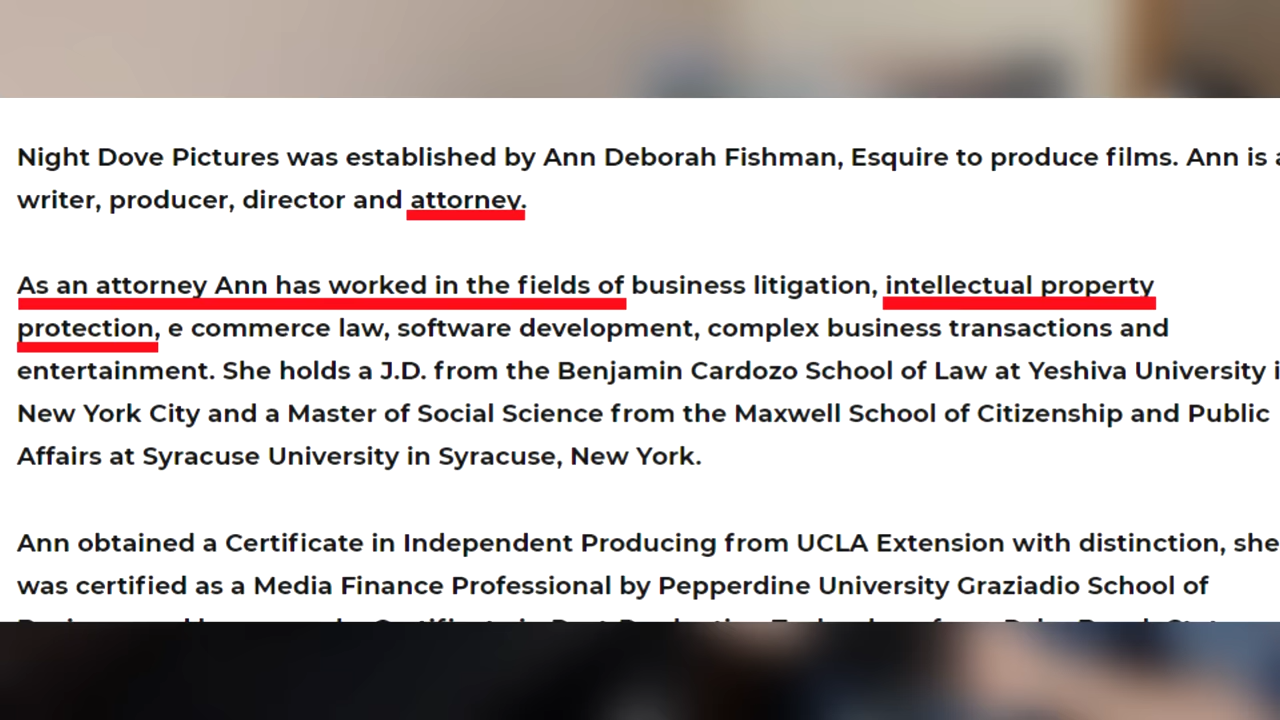 Night Dove Pictures was established by Ann Deborah Fishman, Esquire to produce films. Ann is
writer, producer, director and attorney.
As an attorney Ann has worked in the fields of business litigation, intellectual property
protection, e commerce law, software development, complex business transactions and
entertainment. She holds a J.D. from the Benjamin Cardozo School of Law at Yeshiva University
New York City and a Master of Social Science from the Maxwell School of Citizenship and Public
Affairs at Syracuse University in Syracuse, New York.
Ann obtained a Certificate in Independent Producing from UCLA Extension with distinction, she
was certified as a Media Finance Professional by Pepperdine University Graziadio School of